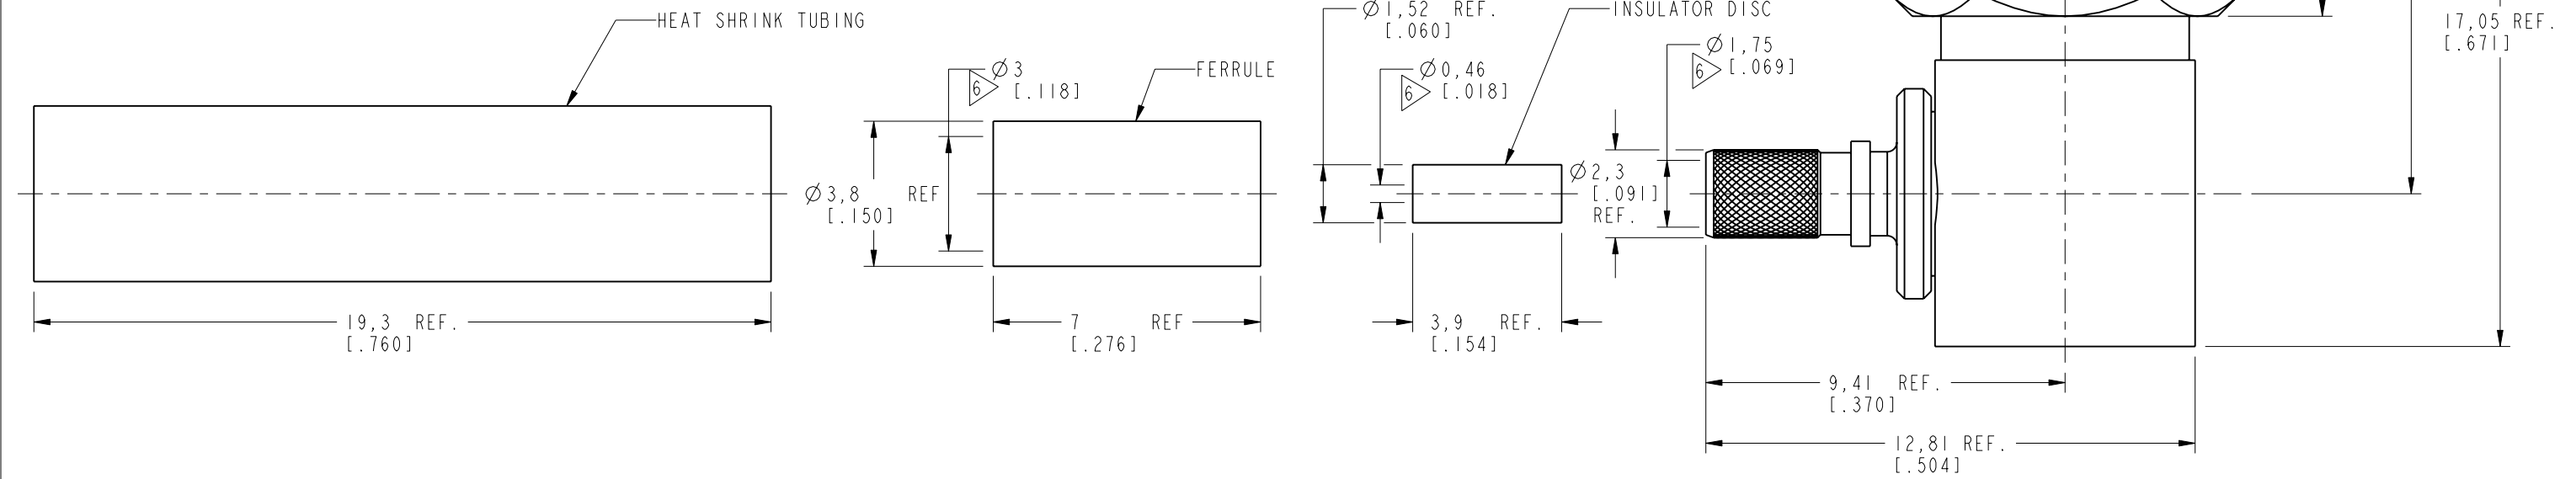 HEAT SHRINK TUBING
19,3 REF.
[.760]
Ø3
6
[.118]
FERRULE
Ø3,8
[.150]
REF
7 REF
[.276]
Ø1,52 REF.
[.060]
INSULATOR DISC
Ø0,46
6
[.018]
3,9 REF.
[.154]
Ø1,75
6
[.069]
Ø2,3
[.091]
REF.
9,41 REF.
[.370]
12,81 REF.
[.504]
17,05 REF.
[.671]